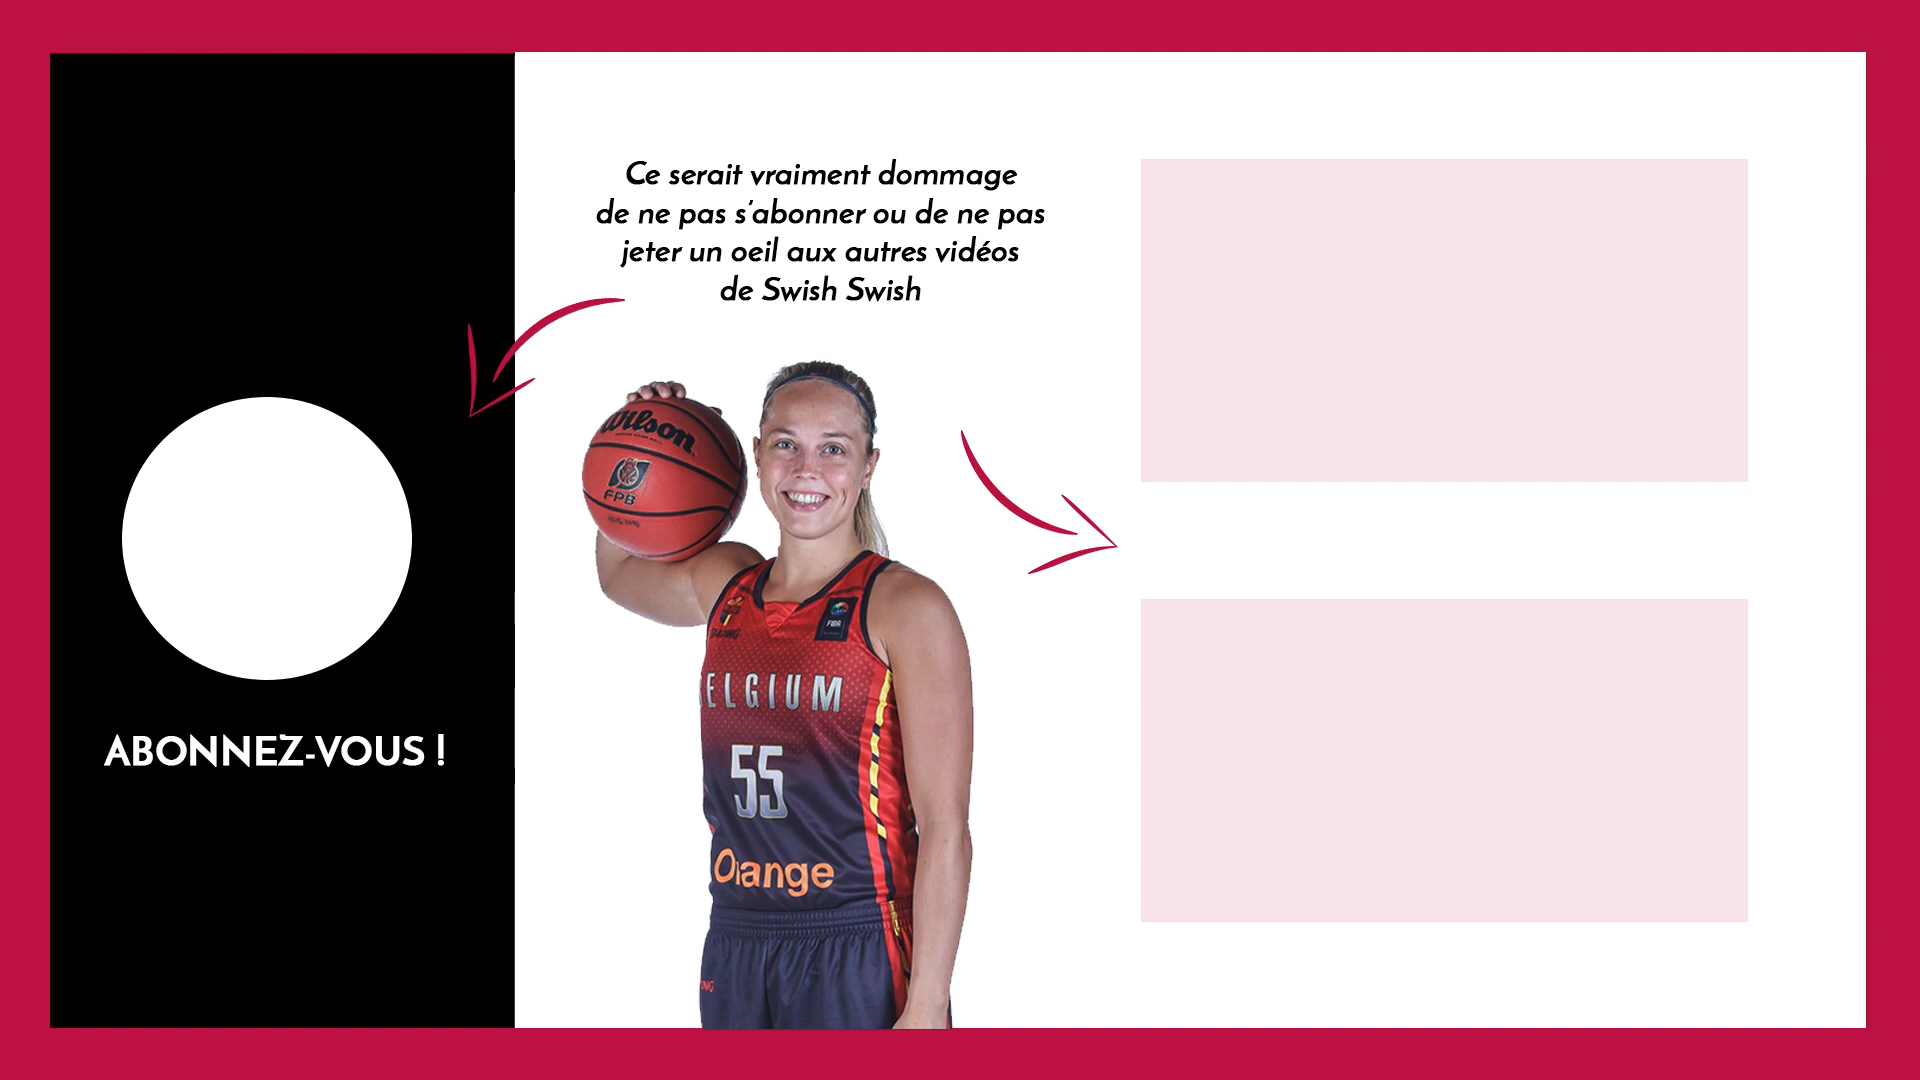 Ce serait vraiment dommage
de ne pas s'abonner ou de ne pas
jeter un oeil aux autres vidéos
de Swish Swish
Wilson
FPB
FIBA
ELGIUM
55
Orange
ABONNEZ-VOUS !